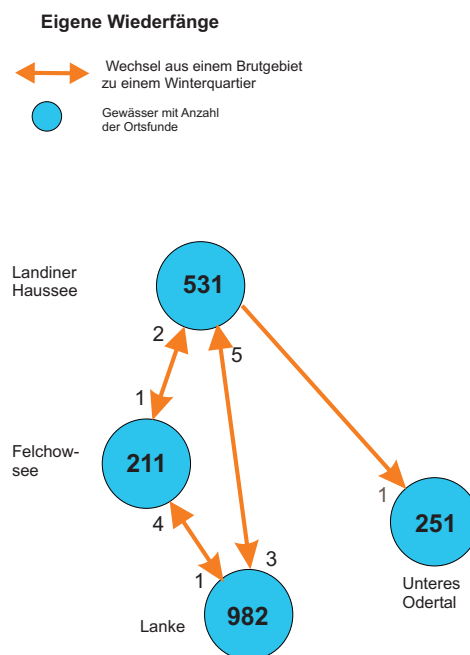 Eigene Wiederfänge
Wechsel aus einem Brutgebiet
zu einem Winterquartier
Gewässer mit Anzahl
der Ortsfunde
Landiner
Haussee
531
2
5
1
Felchow-
see
211
1
251
4
3
1
Unteres
Odertal
Lanke
982